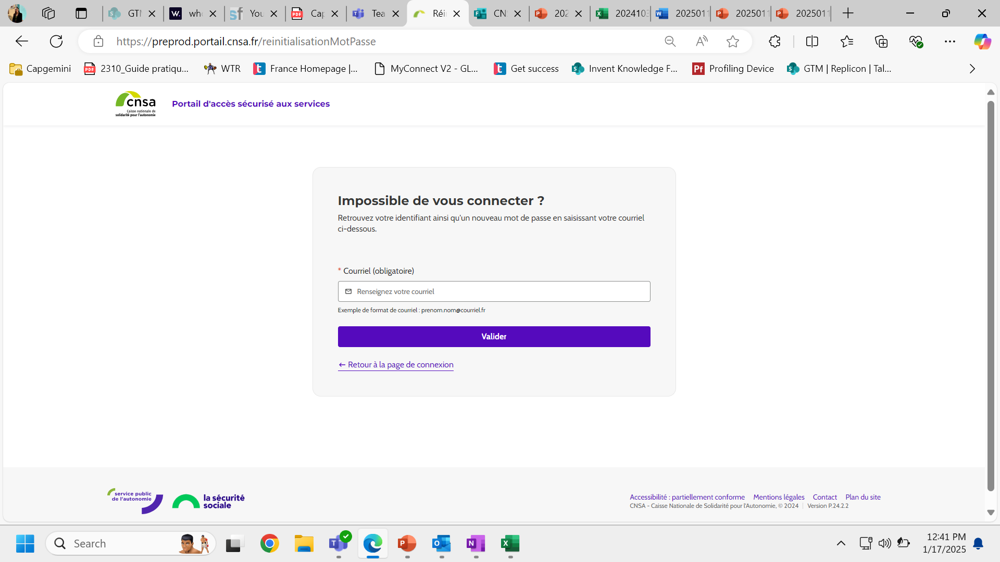 GTM
wh
You
Cap
Tea
Réi
CN
202
2024103
2025011
2025011
2025011
https://preprod.portail.cnsa.fr/reinitialisationMotPasse
Capgemini
2310_Guide pratiqu...
WTR
France Homepage |...
MyConnect V2 - GL...
Get success
Invent Knowledge F...
Profiling Device
GTM | Replicon | Tal...
cnsa
Caisse nationale de
solidarité pour l'autonomie
Portail d'accès sécurisé aux services
Impossible de vous connecter ?
Retrouvez votre identifiant ainsi qu'un nouveau mot de passe en saisissant votre courriel
ci-dessous.
* Courriel (obligatoire)
Renseignez votre courriel
Exemple de format de courriel : prenom.nom@courriel.fr
Valider
← Retour à la page de connexion
service public
de l'autonomie
la sécurité
sociale
Accessibilité : partiellement conforme Mentions légales Contact Plan du site
CNSA - Caisse Nationale de Solidarité pour l'Autonomie, © 2024 | Version P.24.2.2
Search
12:41 PM
1/17/2025